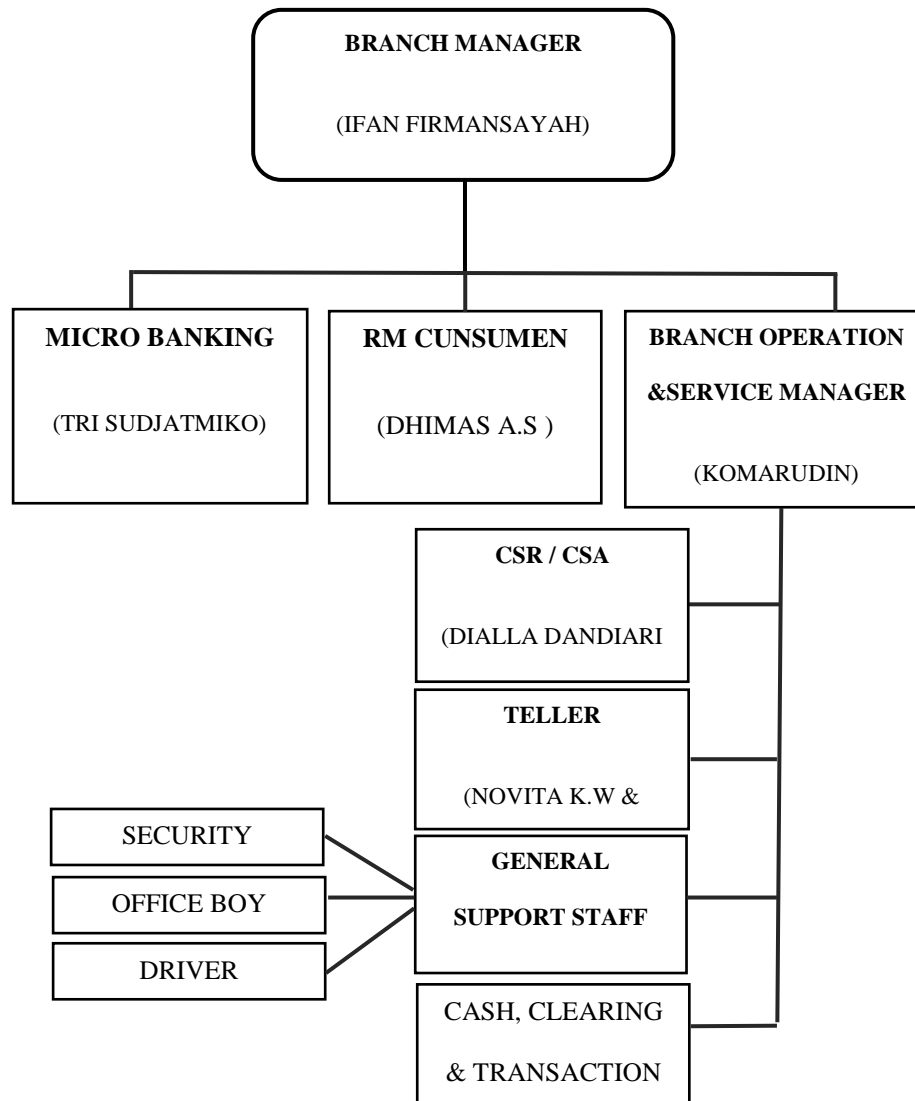 BRANCH MANAGER
(IFAN FIRMANSAYAH)
MICRO BANKING
(TRI SUDJATMIKO)
RM CUNSUMEN
(DHIMAS A.S )
BRANCH OPERATION
&SERVICE MANAGER
(KOMARUDIN)
CSR / CSA
(DIALLA DANDIARI
TELLER
(NOVITA K.W &
GENERAL
SUPPORT STAFF
SECURITY
OFFICE BOY
DRIVER
CASH, CLEARING
& TRANSACTION